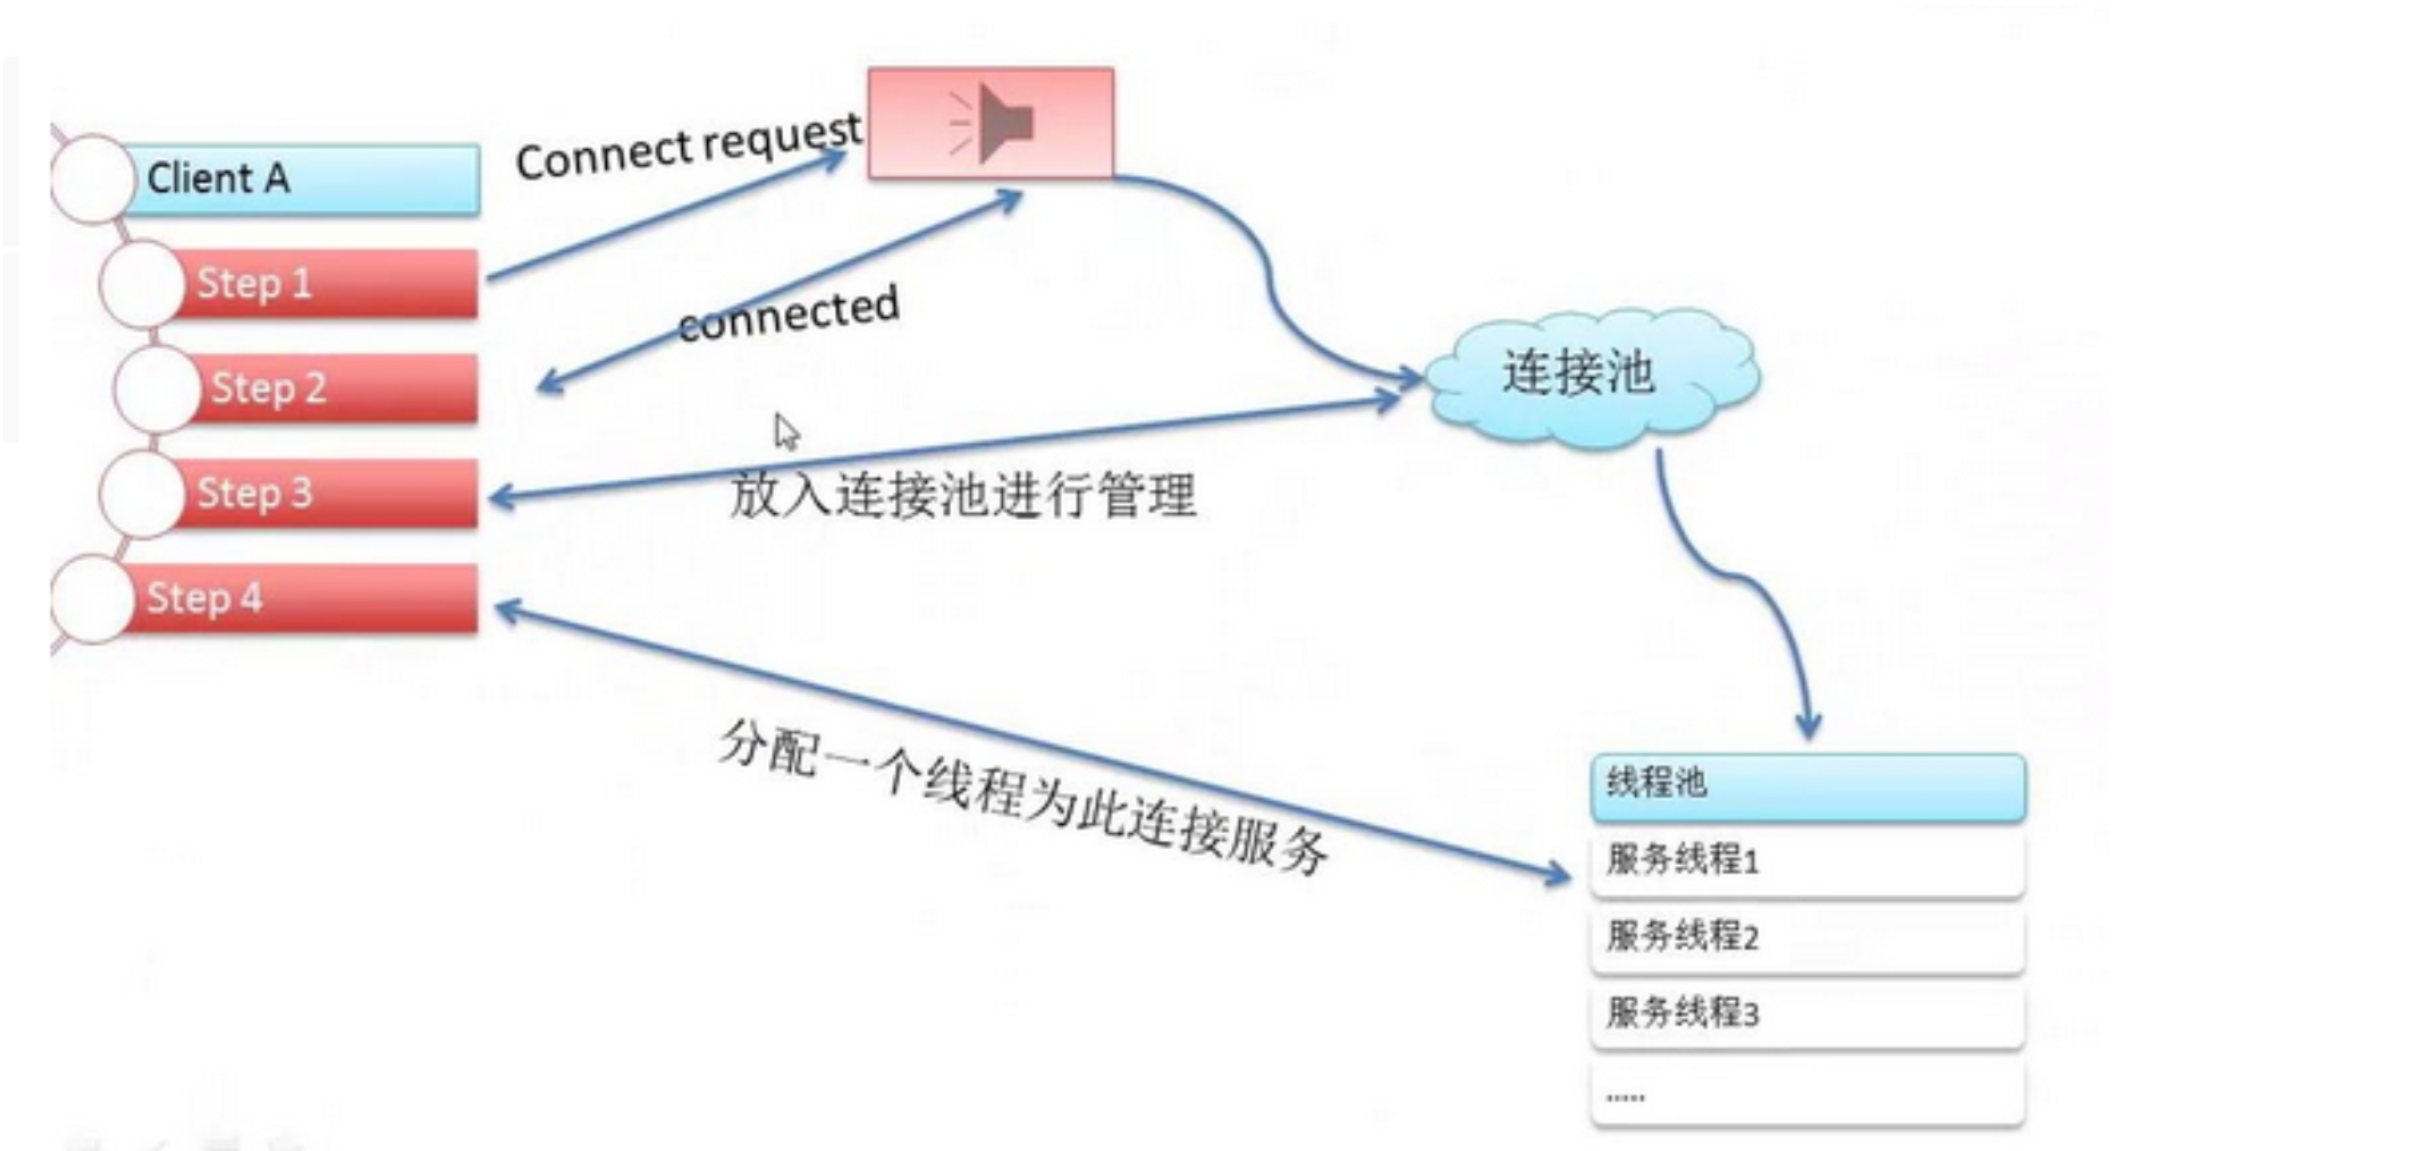 Client A
Connect request
Step 1
connected
Step 2
连接池
Step 3
放入连接池进行管理
Step 4
分配一个线程为此连接服务
线程池
服务线程1
服务线程2
服务线程3
.....